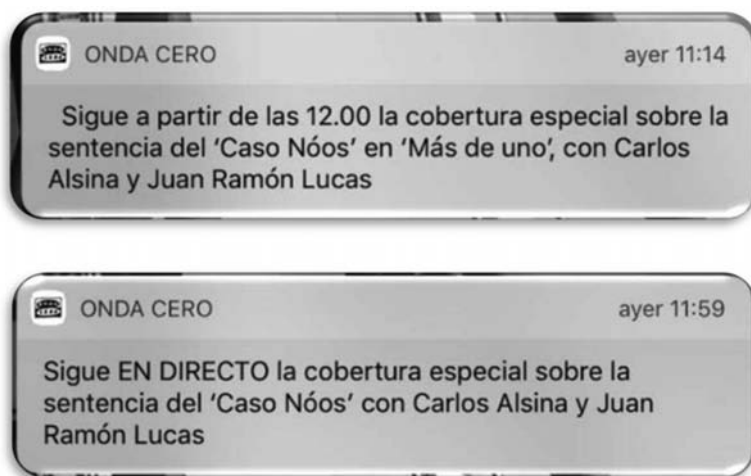 ONDA CERO ayer 11:14
Sigue a partir de las 12.00 la cobertura especial sobre la
sentencia del ‘Caso Nóos’ en ‘Más de uno’, con Carlos
Alsina y Juan Ramón Lucas
ONDA CERO ayer 11:59
Sigue EN DIRECTO la cobertura especial sobre la
sentencia del ‘Caso Nóos’ con Carlos Alsina y Juan
Ramón Lucas